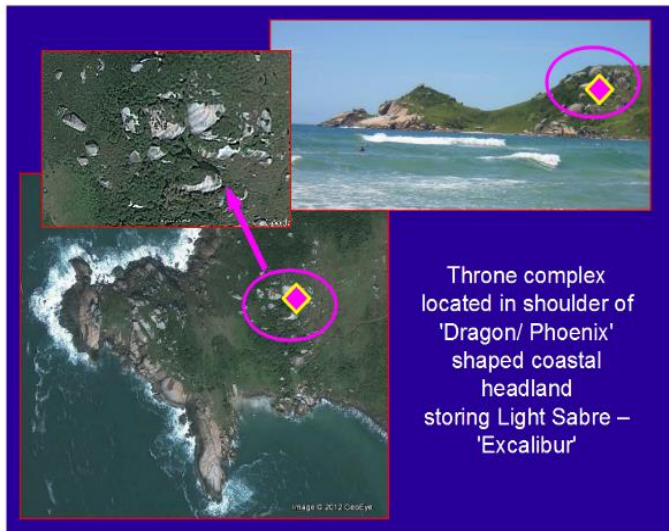 Throne complex
located in shoulder of
'Dragon/ Phoenix'
shaped coastal
headland
storing Light Sabre –
'Excalibur'
Image © 2012 GeoEye